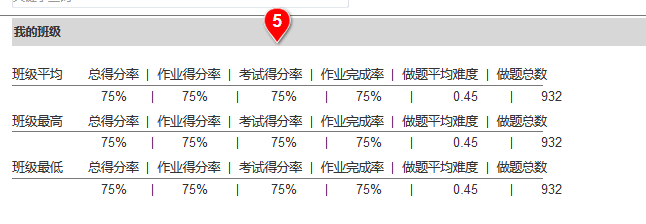 5
我的班级
班级平均 总得分率 | 作业得分率 | 考试得分率 | 作业完成率 | 做题平均难度 | 做题总数
75% | 75% | 75% | 75% | 0.45 | 932
班级最高 总得分率 | 作业得分率 | 考试得分率 | 作业完成率 | 做题平均难度 | 做题总数
75% | 75% | 75% | 75% | 0.45 | 932
班级最低 总得分率 | 作业得分率 | 考试得分率 | 作业完成率 | 做题平均难度 | 做题总数
75% | 75% | 75% | 75% | 0.45 | 932